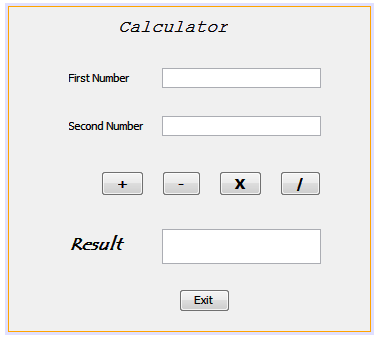 Calculator
First Number
Second Number
+ - X /
Result
Exit